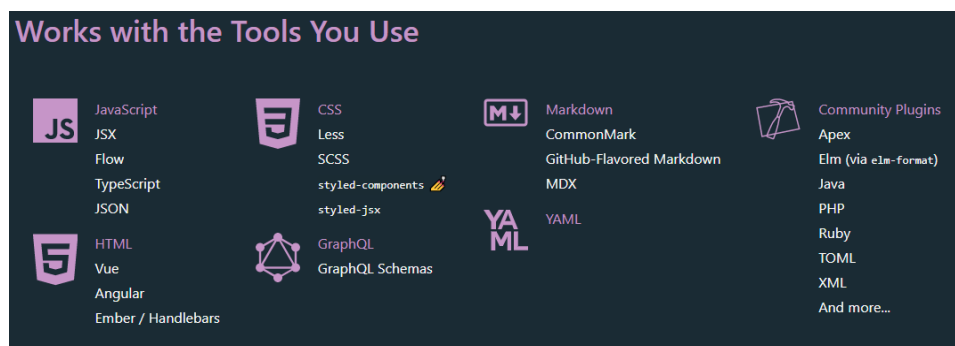 Works with the Tools You Use
JS
JavaScript
JSX
Flow
TypeScript
JSON
HTML
Vue
Angular
Ember / Handlebars
CSS
Less
SCSS
styled-components 💅
styled-jsx
GraphQL
GraphQL Schemas
M
Markdown
CommonMark
GitHub-Flavored Markdown
MDX
YA
ML
YAML
Community Plugins
Apex
Elm (via elm-format)
Java
PHP
Ruby
TOML
XML
And more...